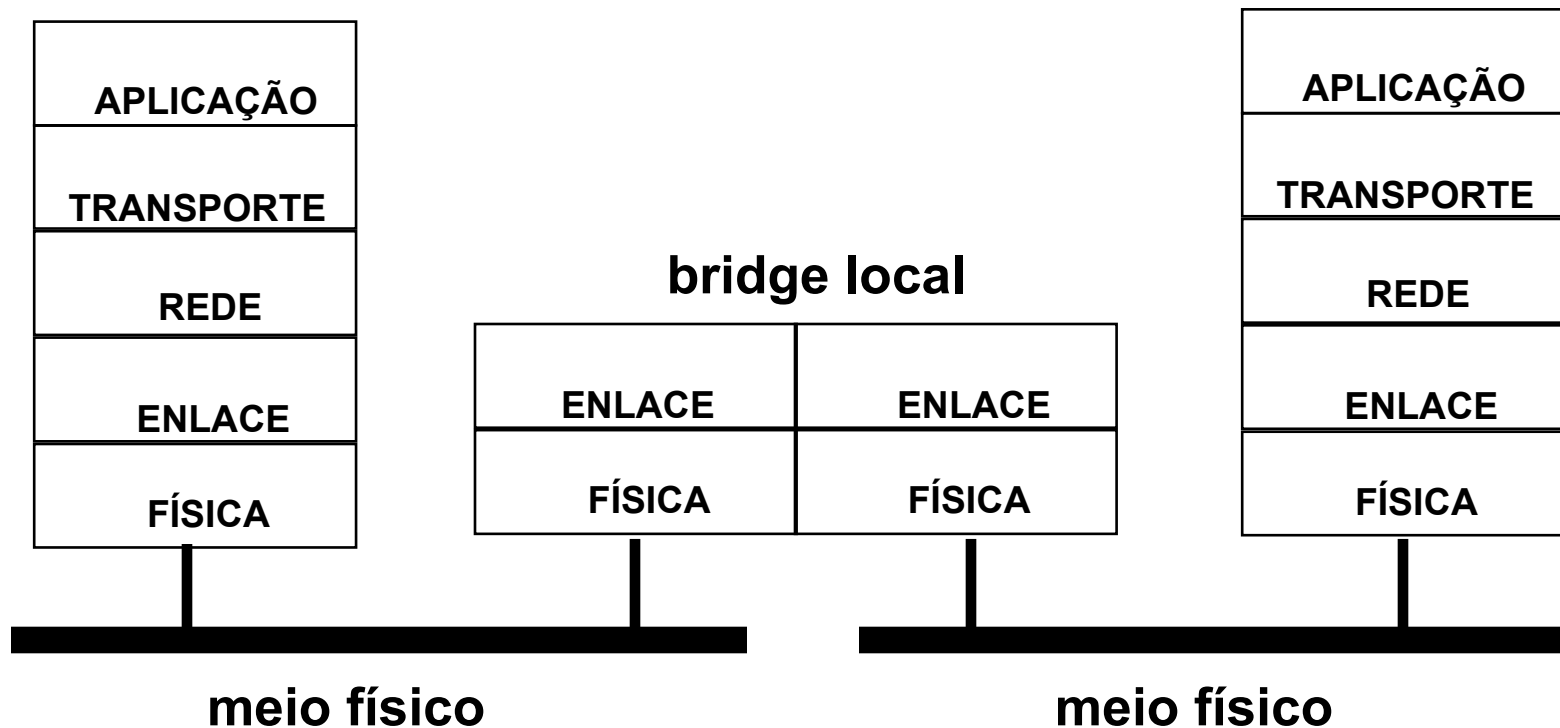 APLICAÇÃO
TRANSPORTE
REDE
ENLACE
FÍSICA
bridge local
ENLACE ENLACE
FÍSICA FÍSICA
APLICAÇÃO
TRANSPORTE
REDE
ENLACE
FÍSICA
meio físico
meio físico